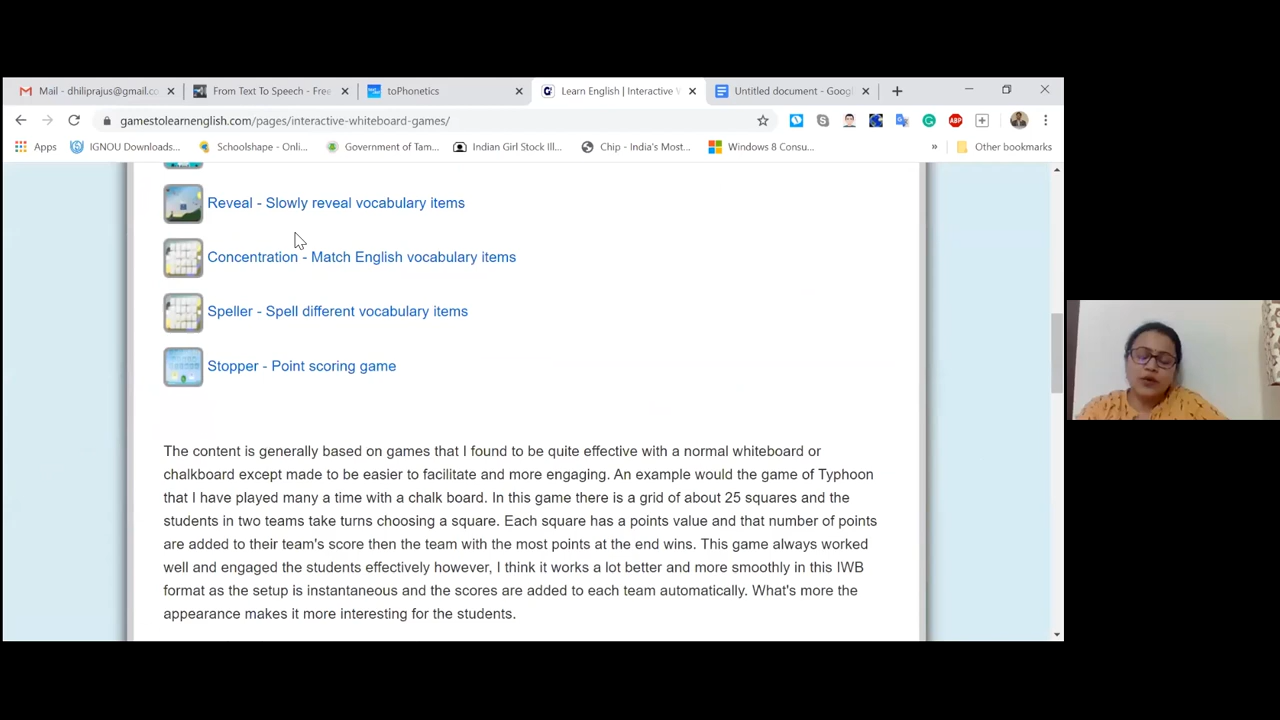 Mail - dhiliprajus@gmail.co
From Text To Speech - Free
toPhonetics
Learn English | Interactive W
Untitled document - Googl
gamestolearnenglish.com/pages/interactive-whiteboard-games/
Apps
IGNOU Downloads...
Schoolshape - Onli...
Government of Tam...
Indian Girl Stock Ill...
Chip - India's Most...
Windows 8 Consu...
»
Other bookmarks
Reveal - Slowly reveal vocabulary items
Concentration - Match English vocabulary items
Speller - Spell different vocabulary items
Stopper - Point scoring game
The content is generally based on games that I found to be quite effective with a normal whiteboard or
chalkboard except made to be easier to facilitate and more engaging. An example would the game of Typhoon
that I have played many a time with a chalk board. In this game there is a grid of about 25 squares and the
students in two teams take turns choosing a square. Each square has a points value and that number of points
are added to their team's score then the team with the most points at the end wins. This game always worked
well and engaged the students effectively however, I think it works a lot better and more smoothly in this IWB
format as the setup is instantaneous and the scores are added to each team automatically. What's more the
appearance makes it more interesting for the students.